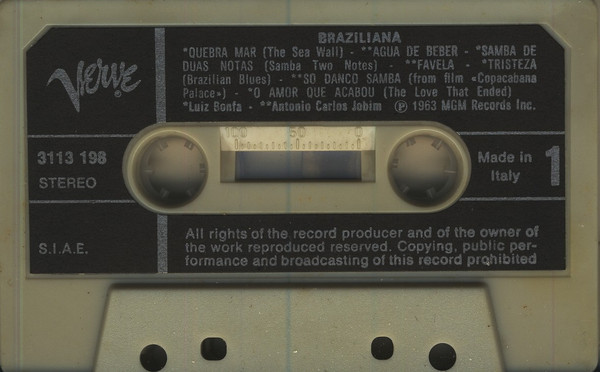 BRAZILIANA
*QUEBRA MAR (The Sea Wall) - **AGUA DE BEBER - *SAMBA DE
DUAS NOTAS (Samba Two Notes) - **FAVELA - *TRISTEZA
(Brazilian Blues) - **SO DANCO SAMBA (from film «Copacabana
Palace») - *O AMOR QUE ACABOU (The Love That Ended)
*Luiz Bonfa - **Antonio Carlos Jobim Ⓟ 1963 MGM Records Inc.
Verve®
3113 198
STEREO
100 50 0
Made in
Italy
1
S.I.A.E.
All rights of the record producer and of the owner of
the work reproduced reserved. Copying, public per-
formance and broadcasting of this record prohibited